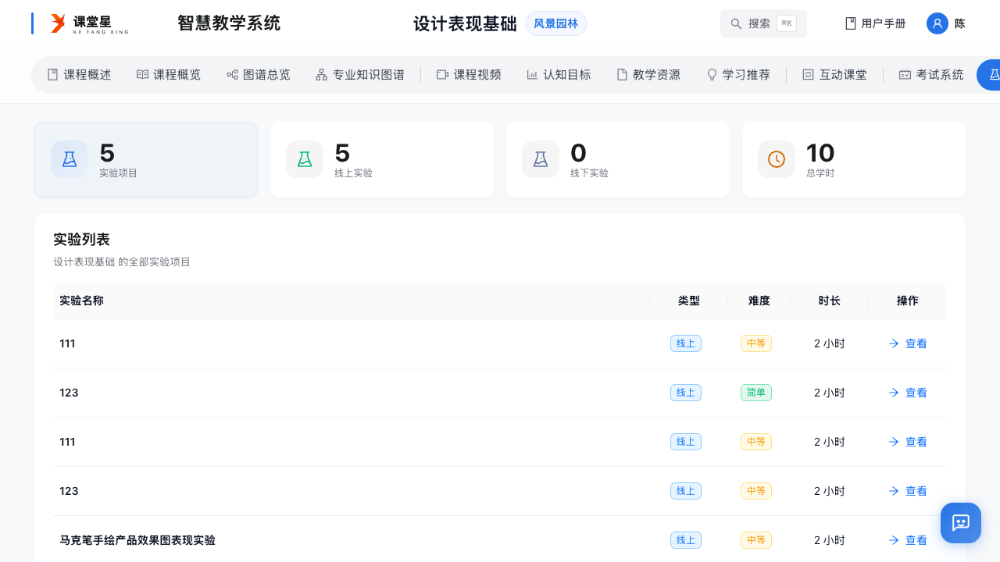 课堂星
KE TANG XING
智慧教学系统
设计表现基础
风景园林
搜索
⌘K
用户手册
陈
课程概述
课程概览
图谱总览
专业知识图谱
课程视频
认知目标
教学资源
学习推荐
互动课堂
考试系统
5
实验项目
5
线上实验
0
线下实验
10
总学时
实验列表
设计表现基础 的全部实验项目
实验名称 类型 难度 时长 操作
111 线上 中等 2 小时 查看
123 线上 简单 2 小时 查看
111 线上 中等 2 小时 查看
123 线上 中等 2 小时 查看
马克笔手绘产品效果图表现实验 线上 中等 2 小时 查看